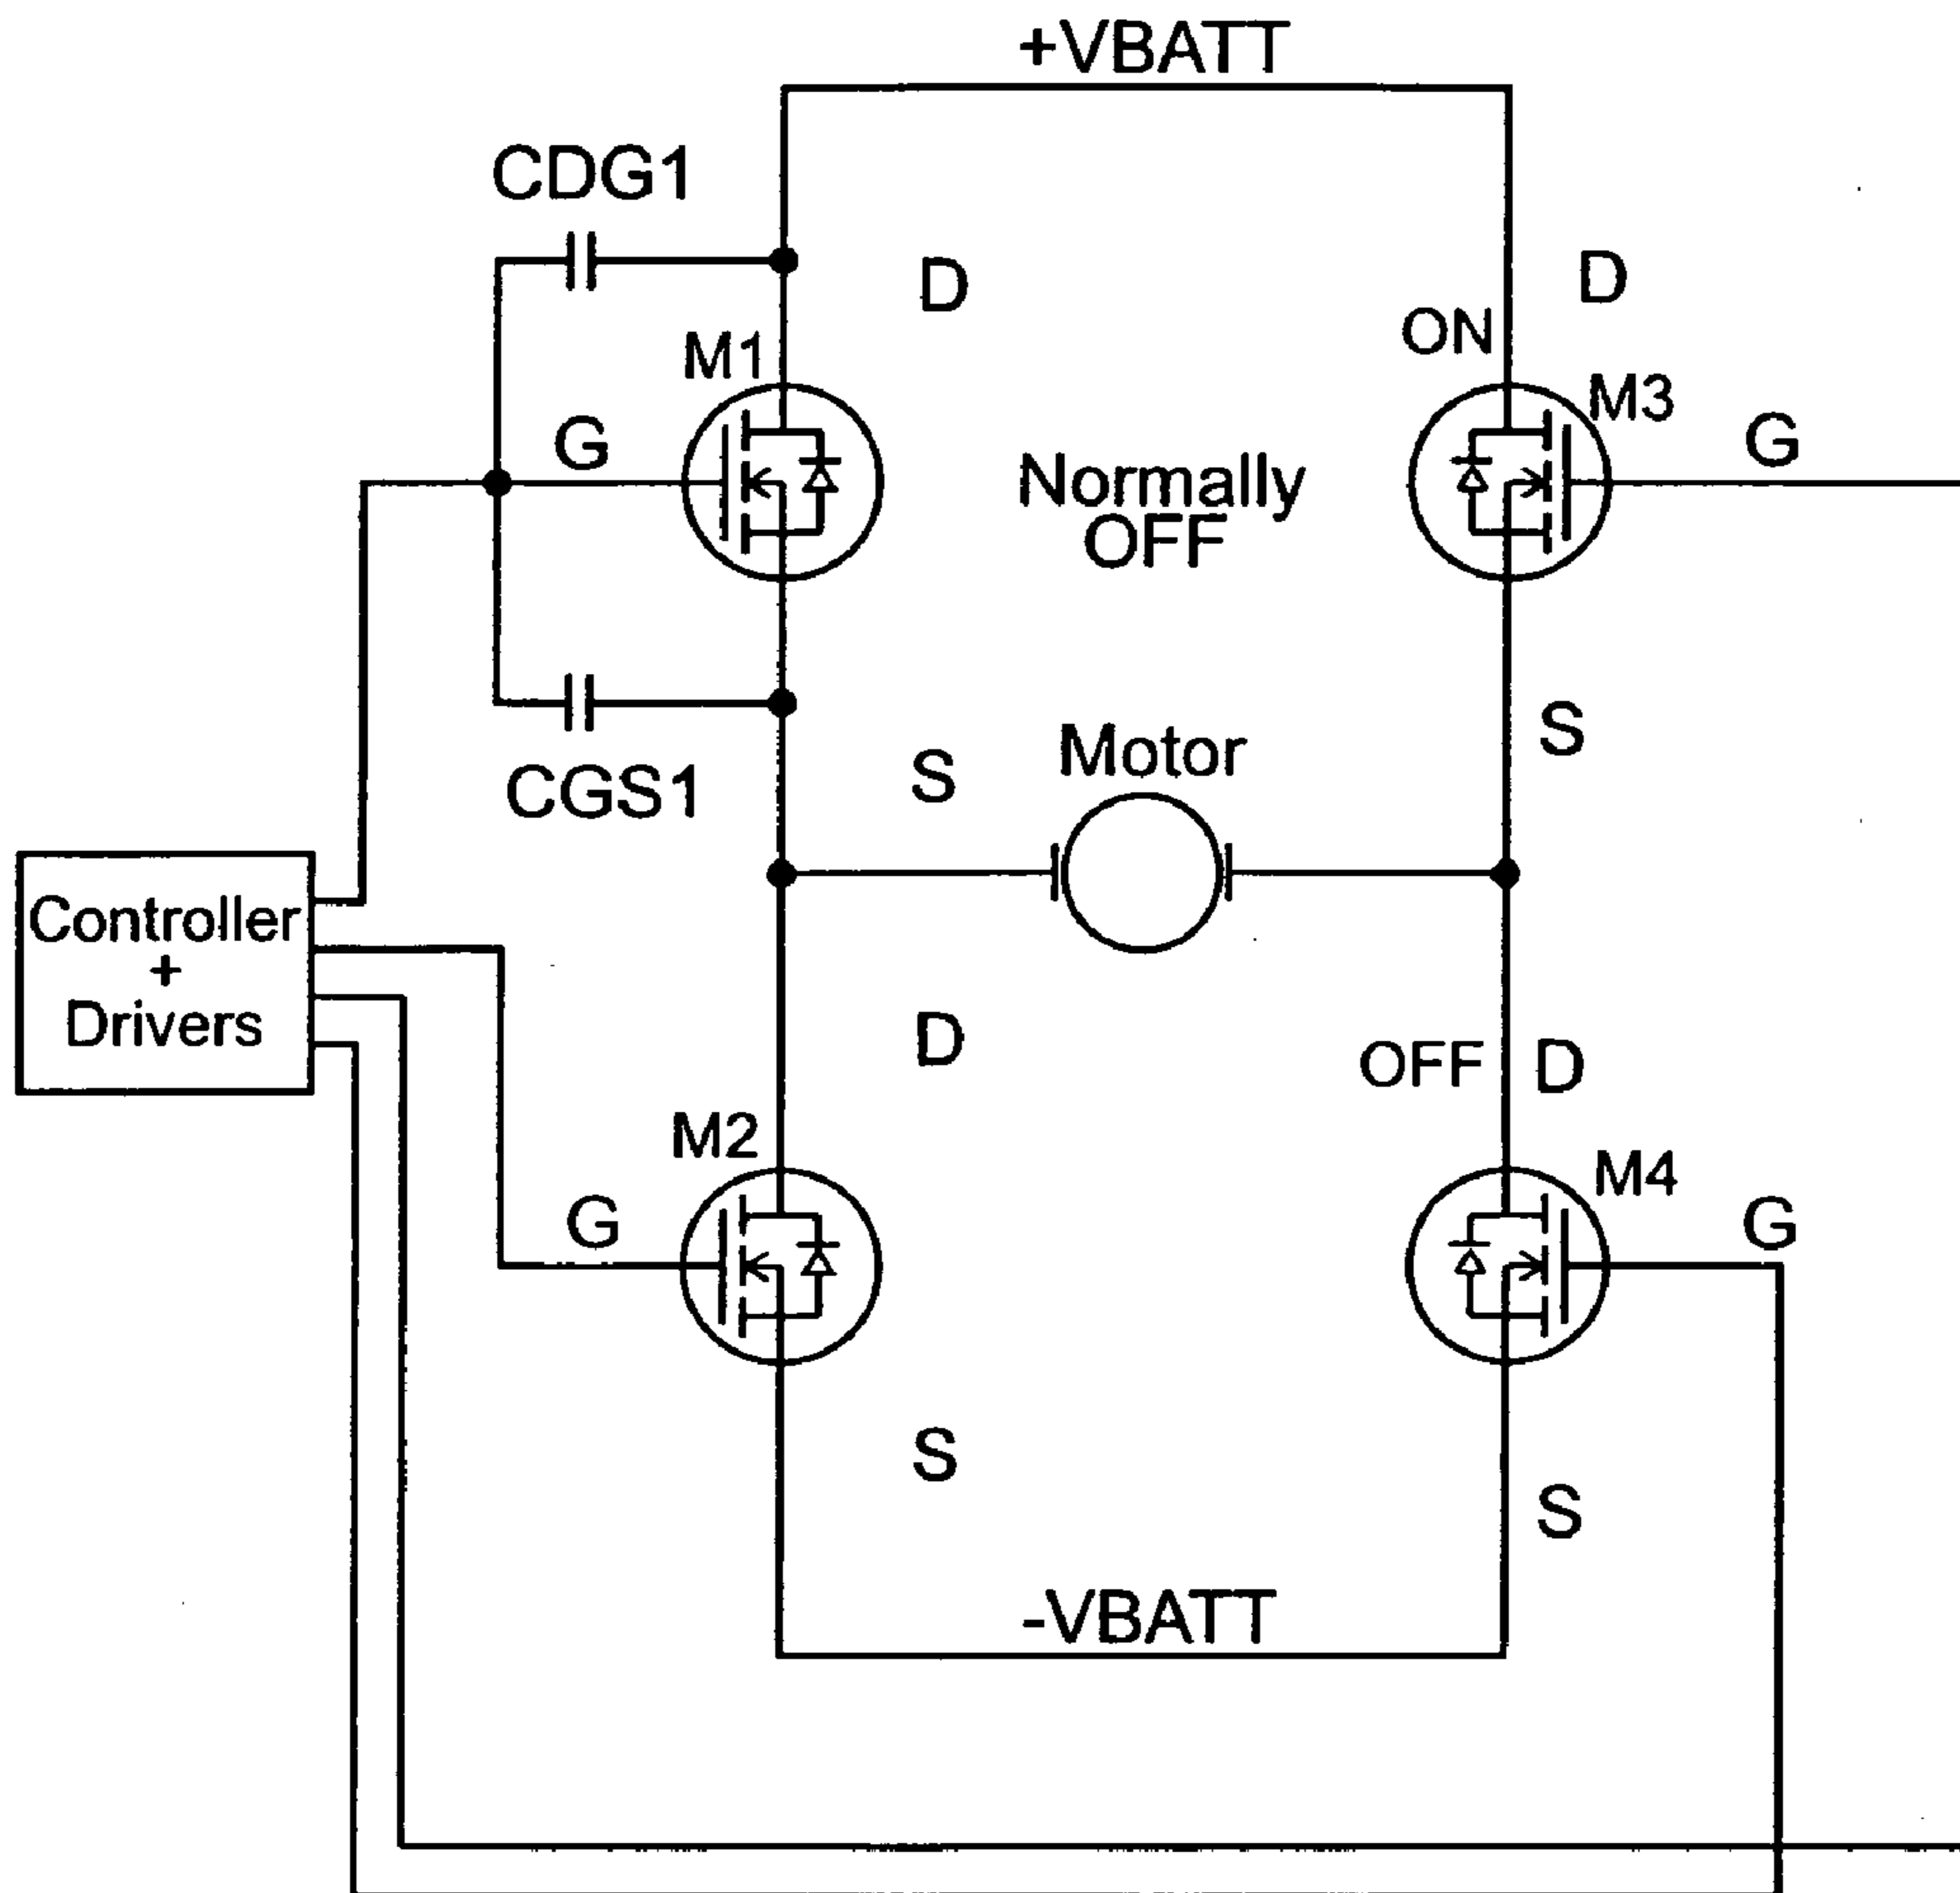 +VBATT
CDG1
D
D
ON
M1
M3
G
G
Normally
OFF
S
Motor
S
CGS1
Controller
+
Drivers
D
OFF
D
M2
M4
G
G
S
S
-VBATT